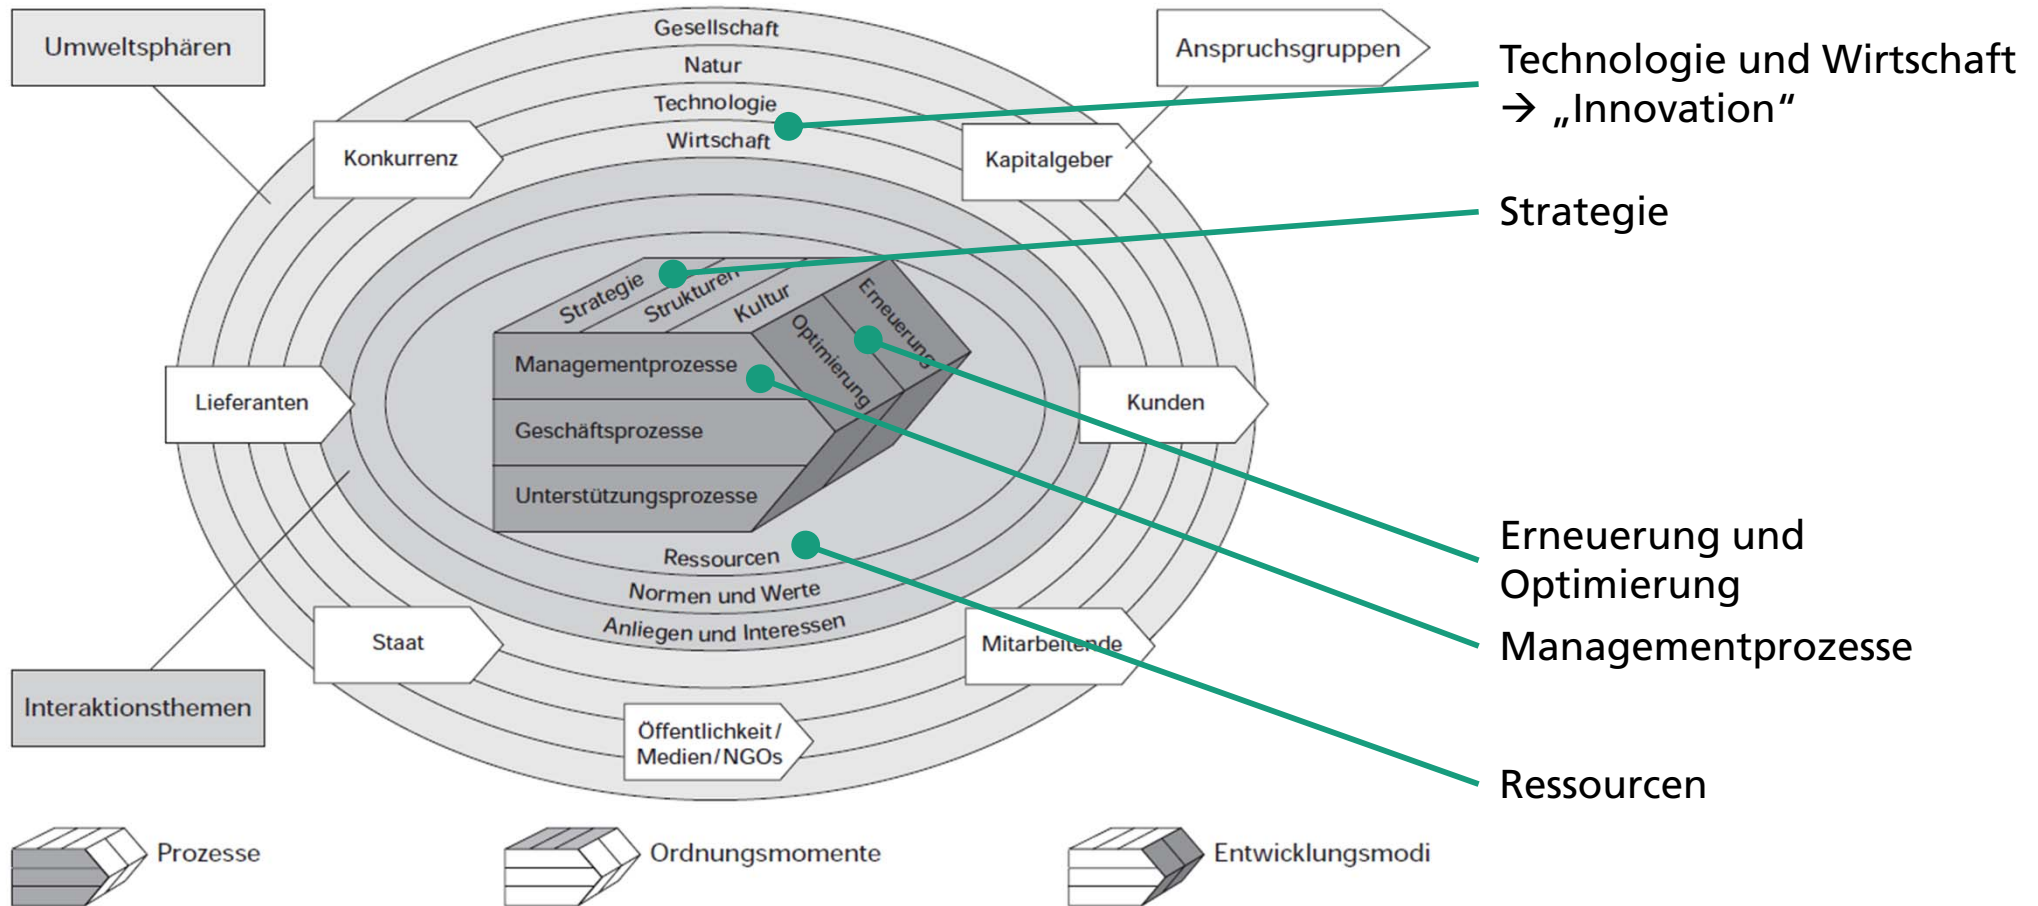 Umweltsphären
Gesellschaft
Natur
Technologie
Wirtschaft
Anspruchsgruppen
Konkurrenz
Kapitalgeber
Technologie und Wirtschaft
→ „Innovation“
Strategie
Strategie
Strukturen
Kultur
Optimierung
Erneuerung
Managementprozesse
Geschäftsprozesse
Unterstützungsprozesse
Lieferanten
Kunden
Ressourcen
Normen und Werte
Anliegen und Interessen
Staat
Mitarbeitende
Öffentlichkeit/
Medien/NGOs
Interaktionsthemen
Erneuerung und
Optimierung
Managementprozesse
Ressourcen
Prozesse
Ordnungsmomente
Entwicklungsmodi